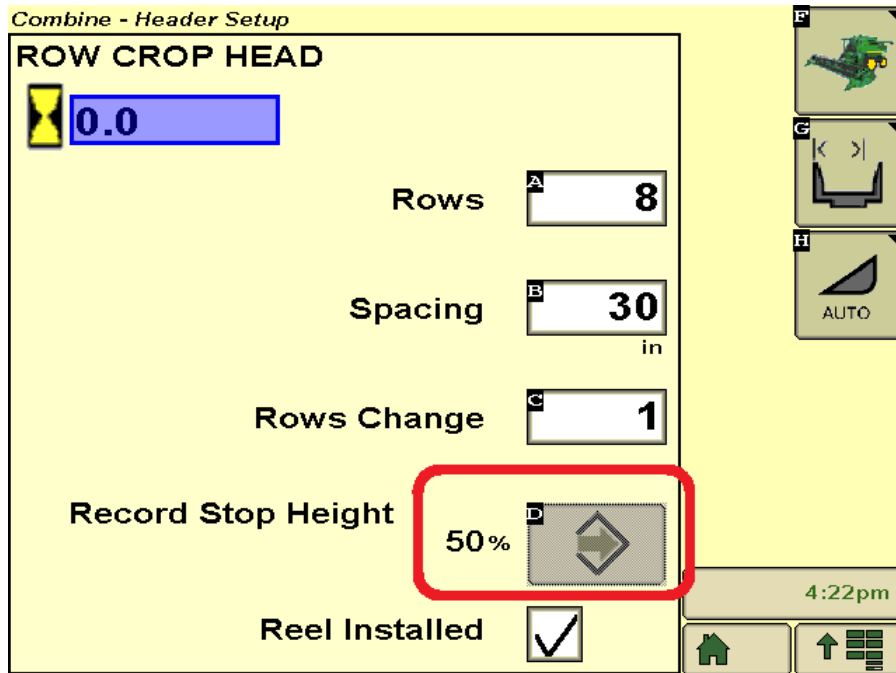 Combine - Header Setup
ROW CROP HEAD
0.0
Rows
A
8
Spacing
B
30
in
Rows Change
C
1
Record Stop Height
50%
D
Reel Installed
F
G
H
AUTO
4:22pm